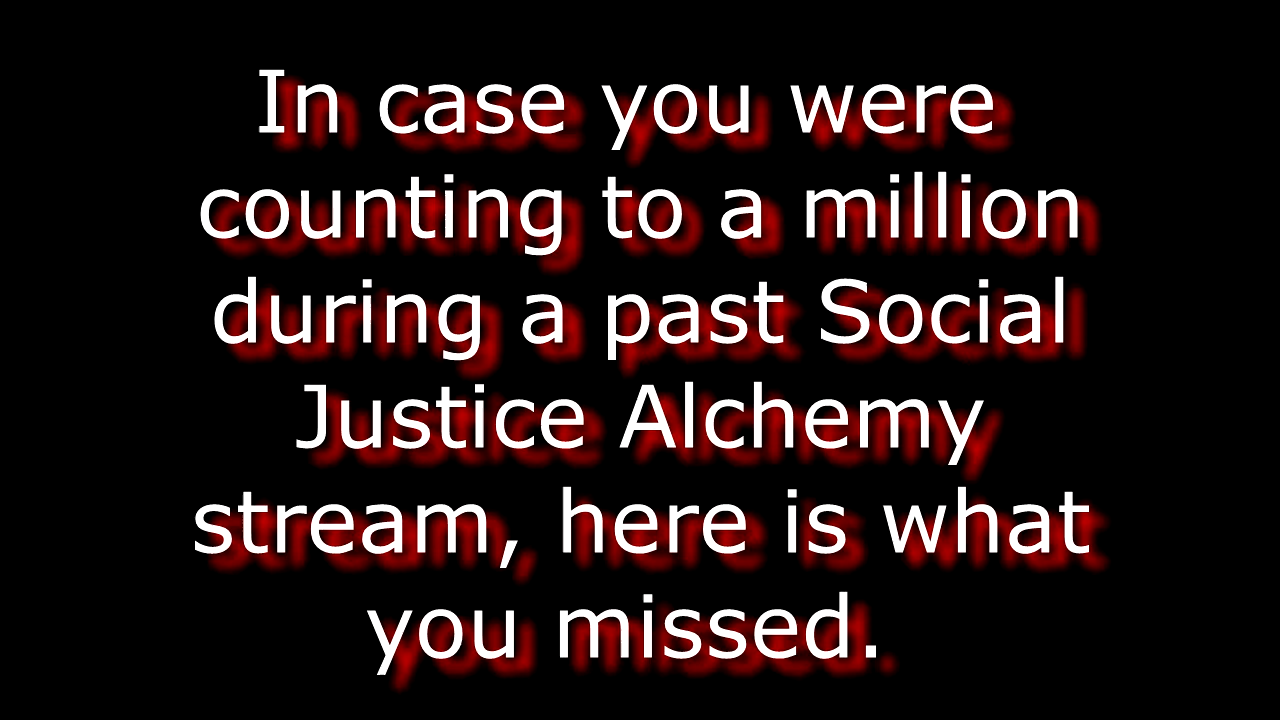 In case you were
counting to a million
during a past Social
Justice Alchemy
stream, here is what
you missed.